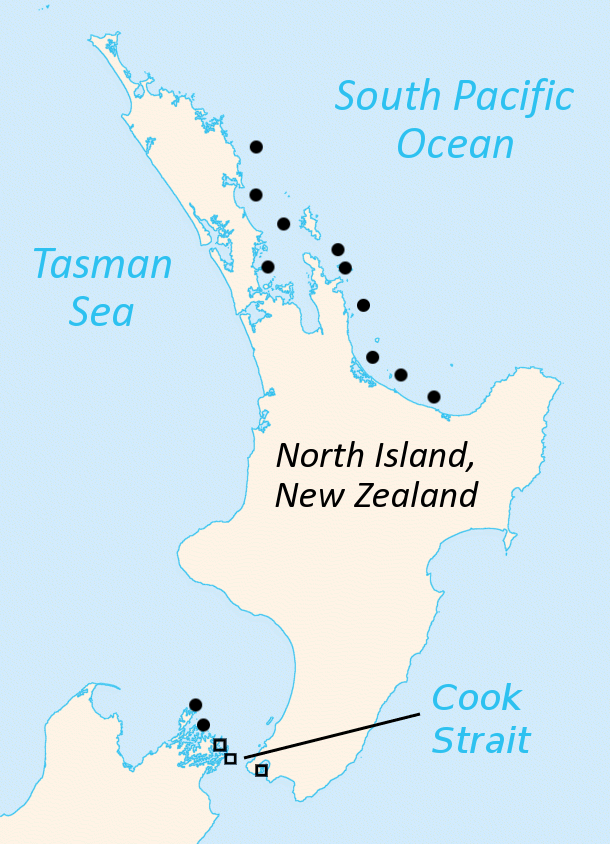 South Pacific
Ocean
Tasman
Sea
North Island,
New Zealand
Cook
Strait